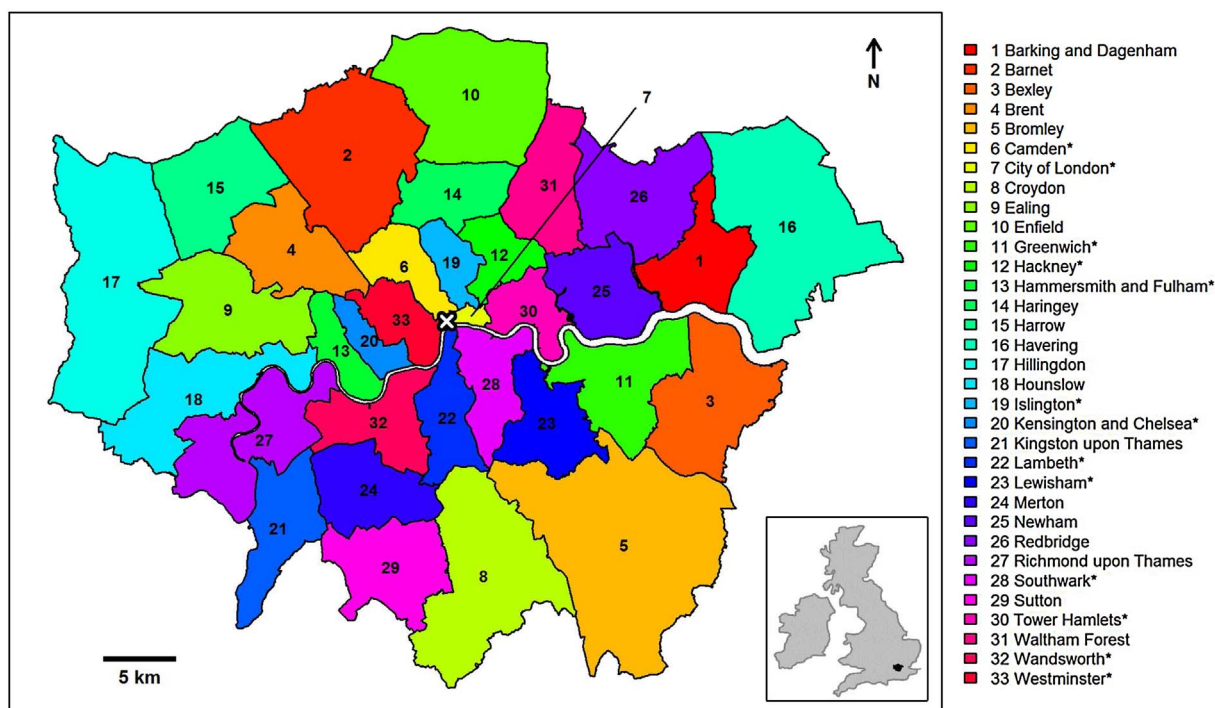 N
10
7
2
31
15
14
26
16
12
4
6
19
17
1
25
9
30
33
20
13
11
28
18
3
22
23
32
27
24
21
5
29
8
5 km
1 Barking and Dagenham
2 Barnet
3 Bexley
4 Brent
5 Bromley
6 Camden*
7 City of London*
8 Croydon
9 Ealing
10 Enfield
11 Greenwich*
12 Hackney*
13 Hammersmith and Fulham*
14 Haringey
15 Harrow
16 Havering
17 Hillingdon
18 Hounslow
19 Islington*
20 Kensington and Chelsea*
21 Kingston upon Thames
22 Lambeth*
23 Lewisham*
24 Merton
25 Newham
26 Redbridge
27 Richmond upon Thames
28 Southwark*
29 Sutton
30 Tower Hamlets*
31 Waltham Forest
32 Wandsworth*
33 Westminster*